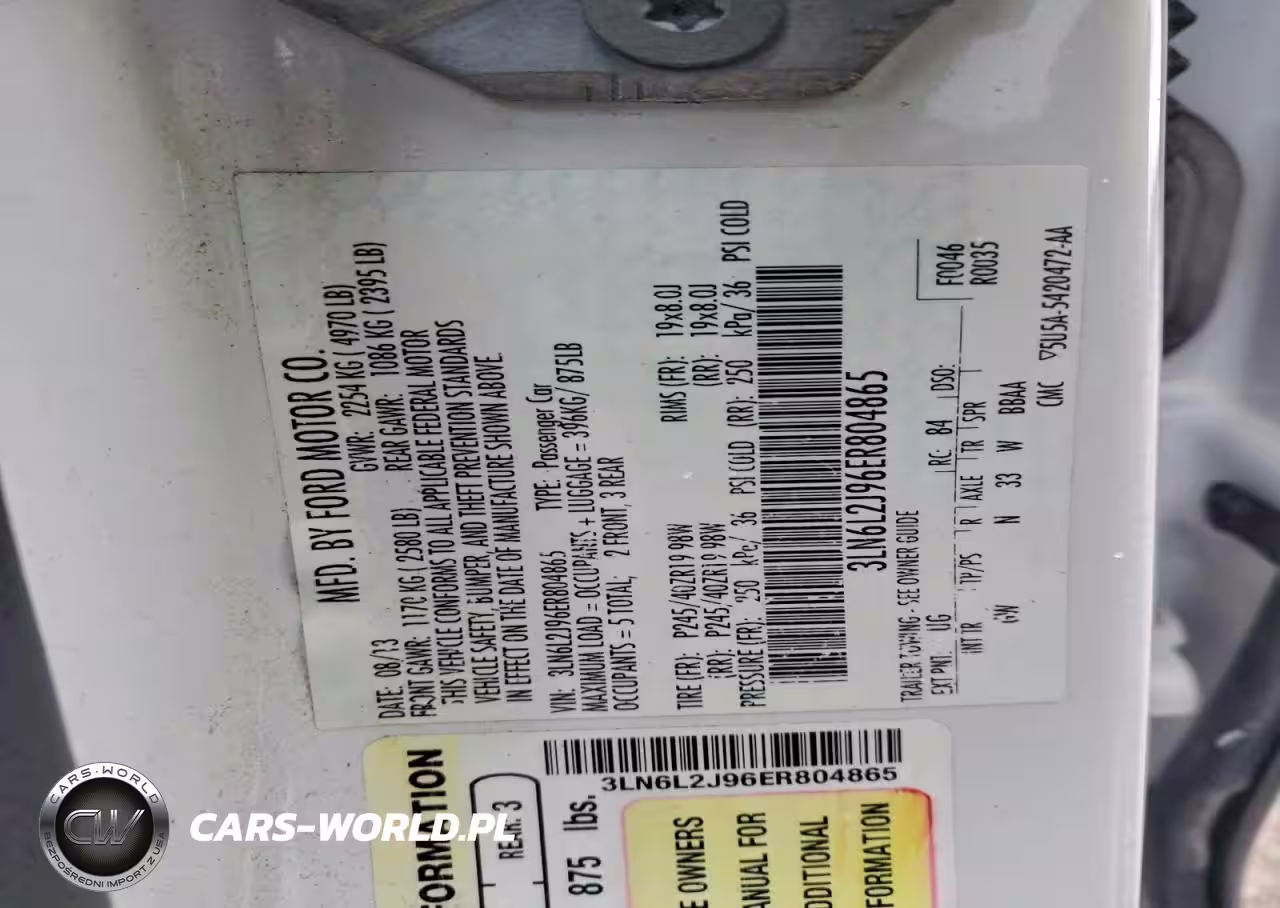 MFD. BY FORD MOTOR CO.
DATE: 08/13 GVWR: 2254 KG ( 4970 LB)
FRONT GAWR: 1170 KG ( 2580 LB) REAR GAWR: 1086 KG ( 2395 LB)
THIS VEHICLE CONFORMS TO ALL APPLICABLE FEDERAL MOTOR
VEHICLE SAFETY, BUMPER, AND THEFT PREVENTION STANDARDS
IN EFFECT ON THE DATE OF MANUFACTURE SHOWN ABOVE.
VIN: 3LN6L2J96ER804865 TYPE: Passenger Car
MAXIMUM LOAD = OCCUPANTS + LUGGAGE = 396KG/ 875LB
OCCUPANTS = 5 TOTAL; 2 FRONT, 3 REAR
TIRE (FR): P245/40ZR19 98W RIMS (FR): 19x8.0J
(RR): P245/40ZR19 98W (RR): 19x8.0J
PRESSURE (FR): 250 kPa/ 36 PSI COLD (RR): 250 kPa/ 36 PSI COLD
3LN6L2J96ER804865
F0046
R0035
TRAILER TOWING - SEE OWNER GUIDE
EXT PNT: UG RC: 84 DSO:
INT TR TP/PS R AXLE TR SPR
6W N 33 W BBAA
CMC ▽5U5A-5420472-AA
FORMATION
REAR 3
875 lbs.
3LN6L2J96ER804865
E OWNERS
ANUAL FOR
DDITIONAL
FORMATION
CARS-WORLD
CW
BEZPOŚREDNI IMPORT Z USA
CARS-WORLD.PL